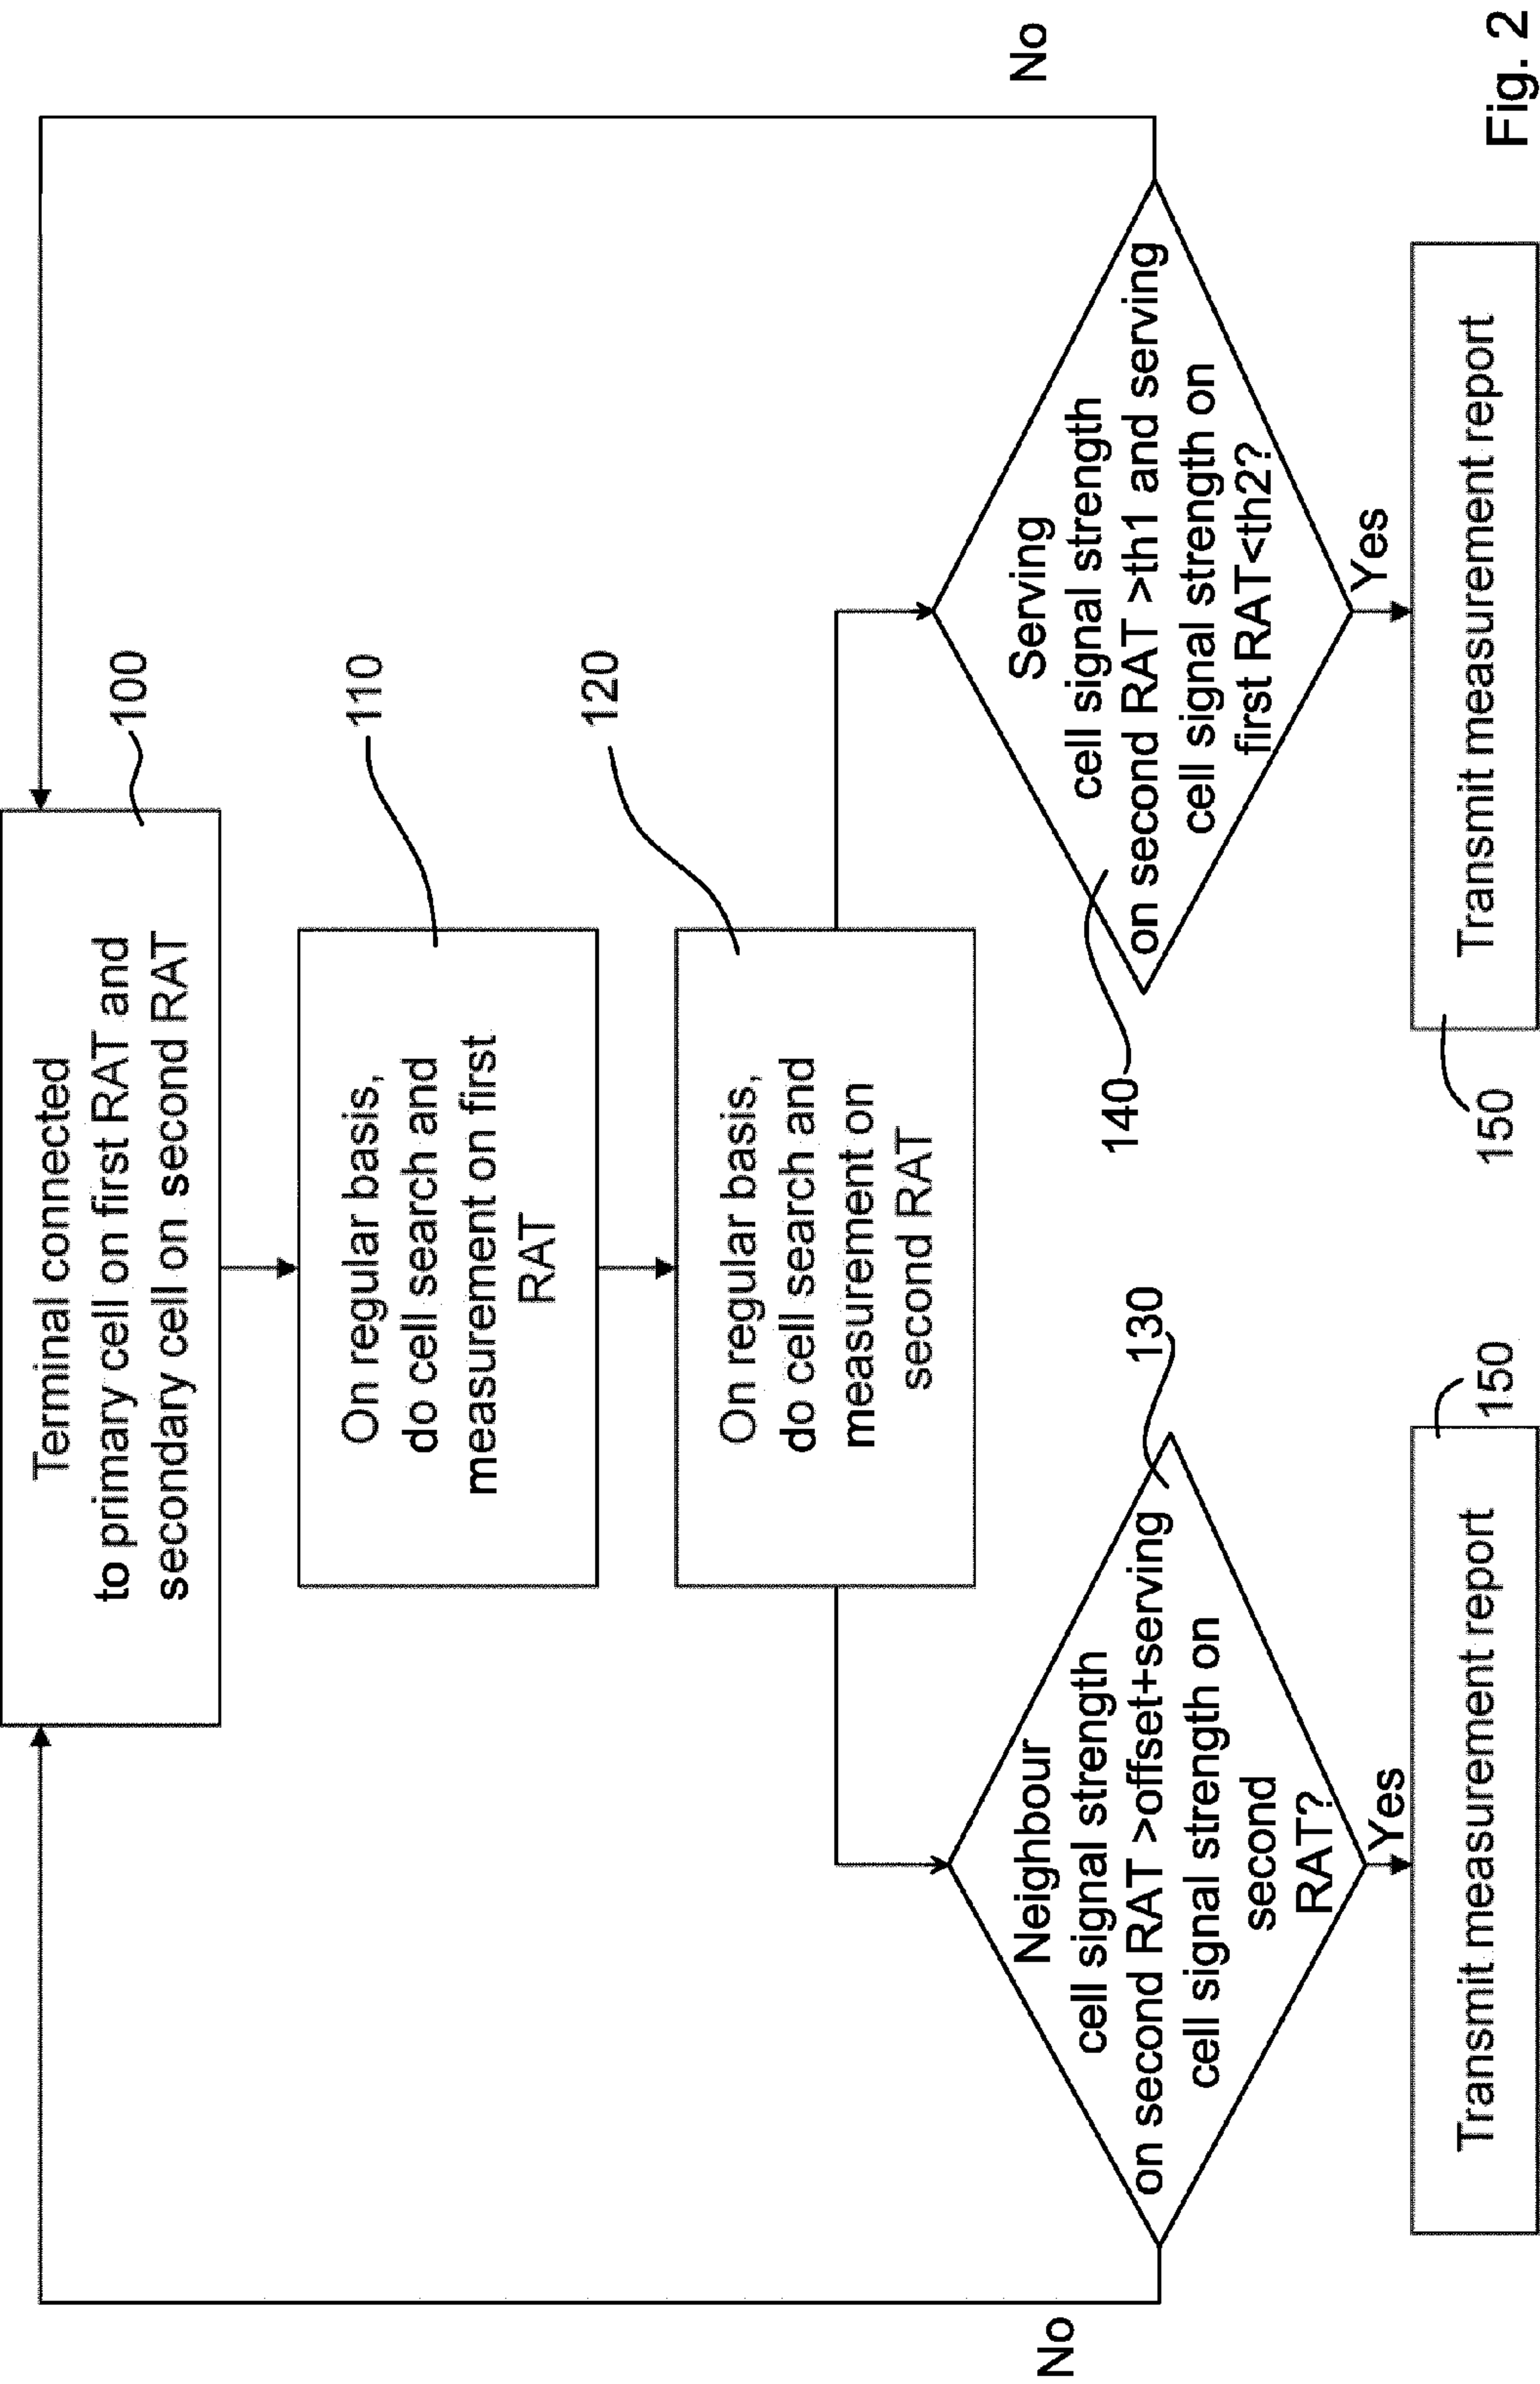 Terminal connected
to primary cell on first RAT and
secondary cell on second RAT
100
On regular basis,
do cell search and
measurement on first
RAT
110
On regular basis,
do cell search and
measurement on
second RAT
120
Neighbour
cell signal strength
on second RAT >offset+serving
cell signal strength on
second
RAT?
130
No
Yes
Transmit measurement report
150
Serving
cell signal strength
on second RAT >th1 and serving
cell signal strength on
first RAT<th2?
140
No
Yes
Transmit measurement report
150
Fig. 2